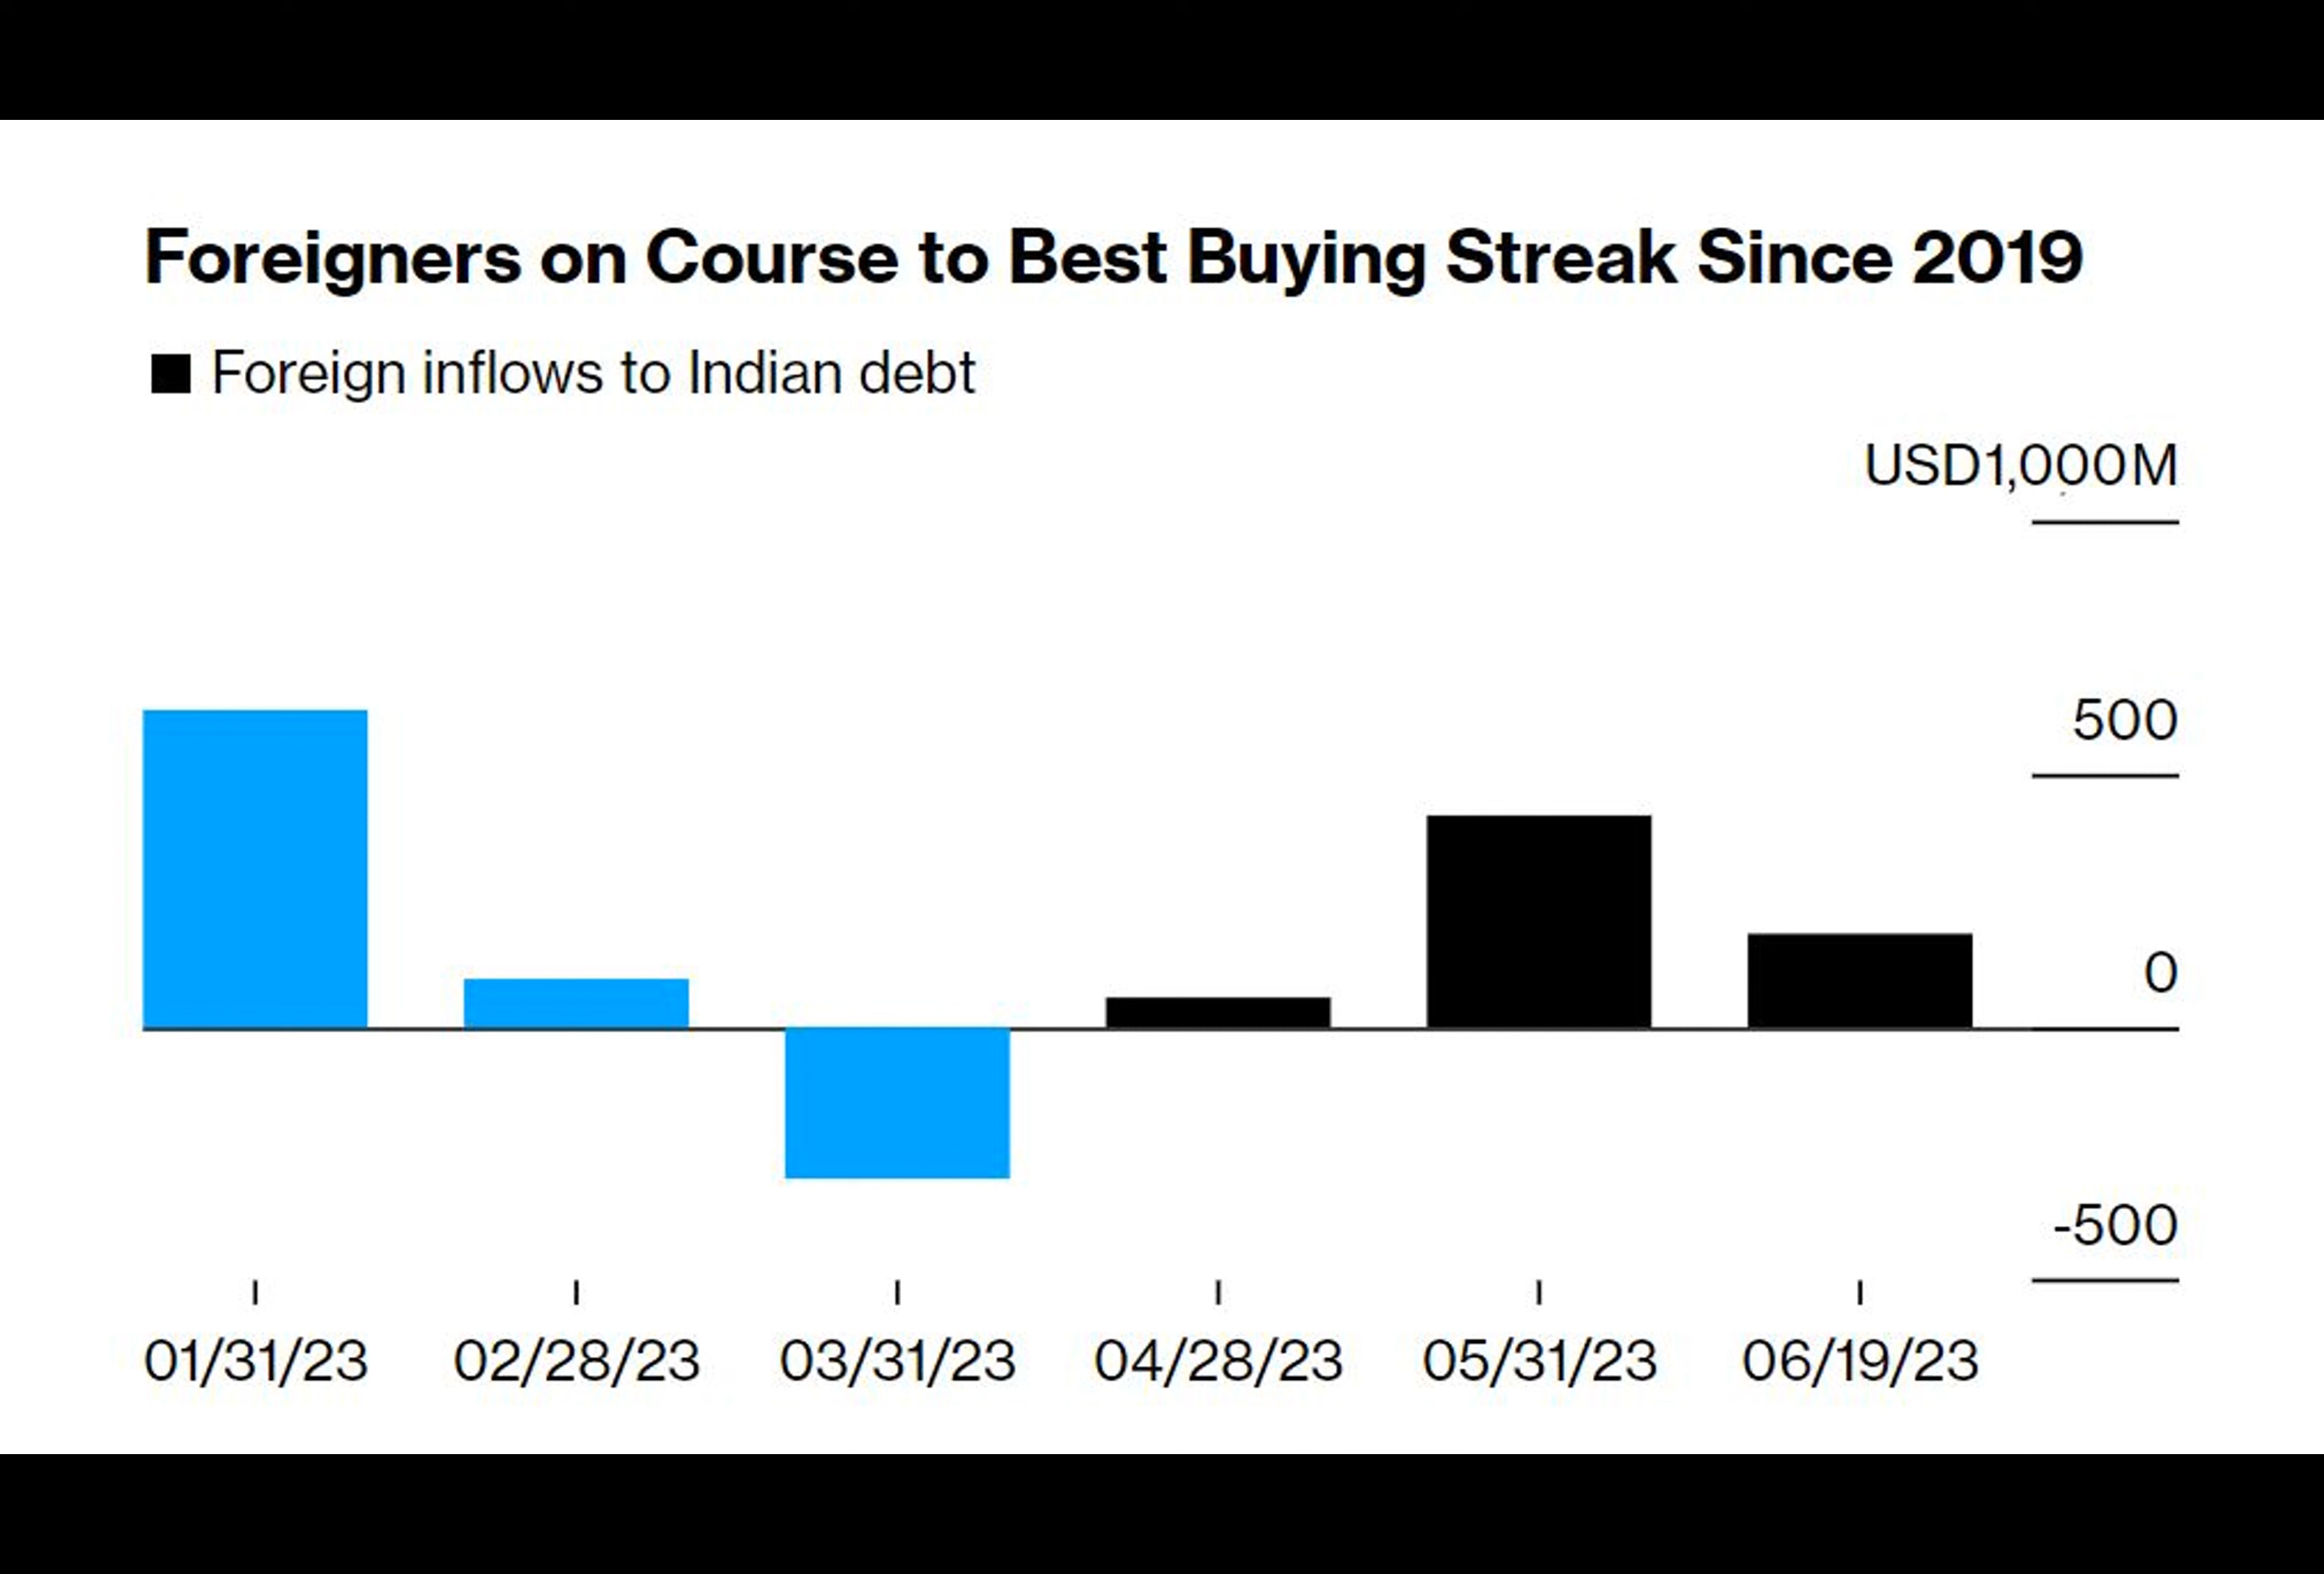 Foreigners on Course to Best Buying Streak Since 2019
Foreign inflows to Indian debt
USD1,000M
500
0
-500
01/31/23 02/28/23 03/31/23 04/28/23 05/31/23 06/19/23